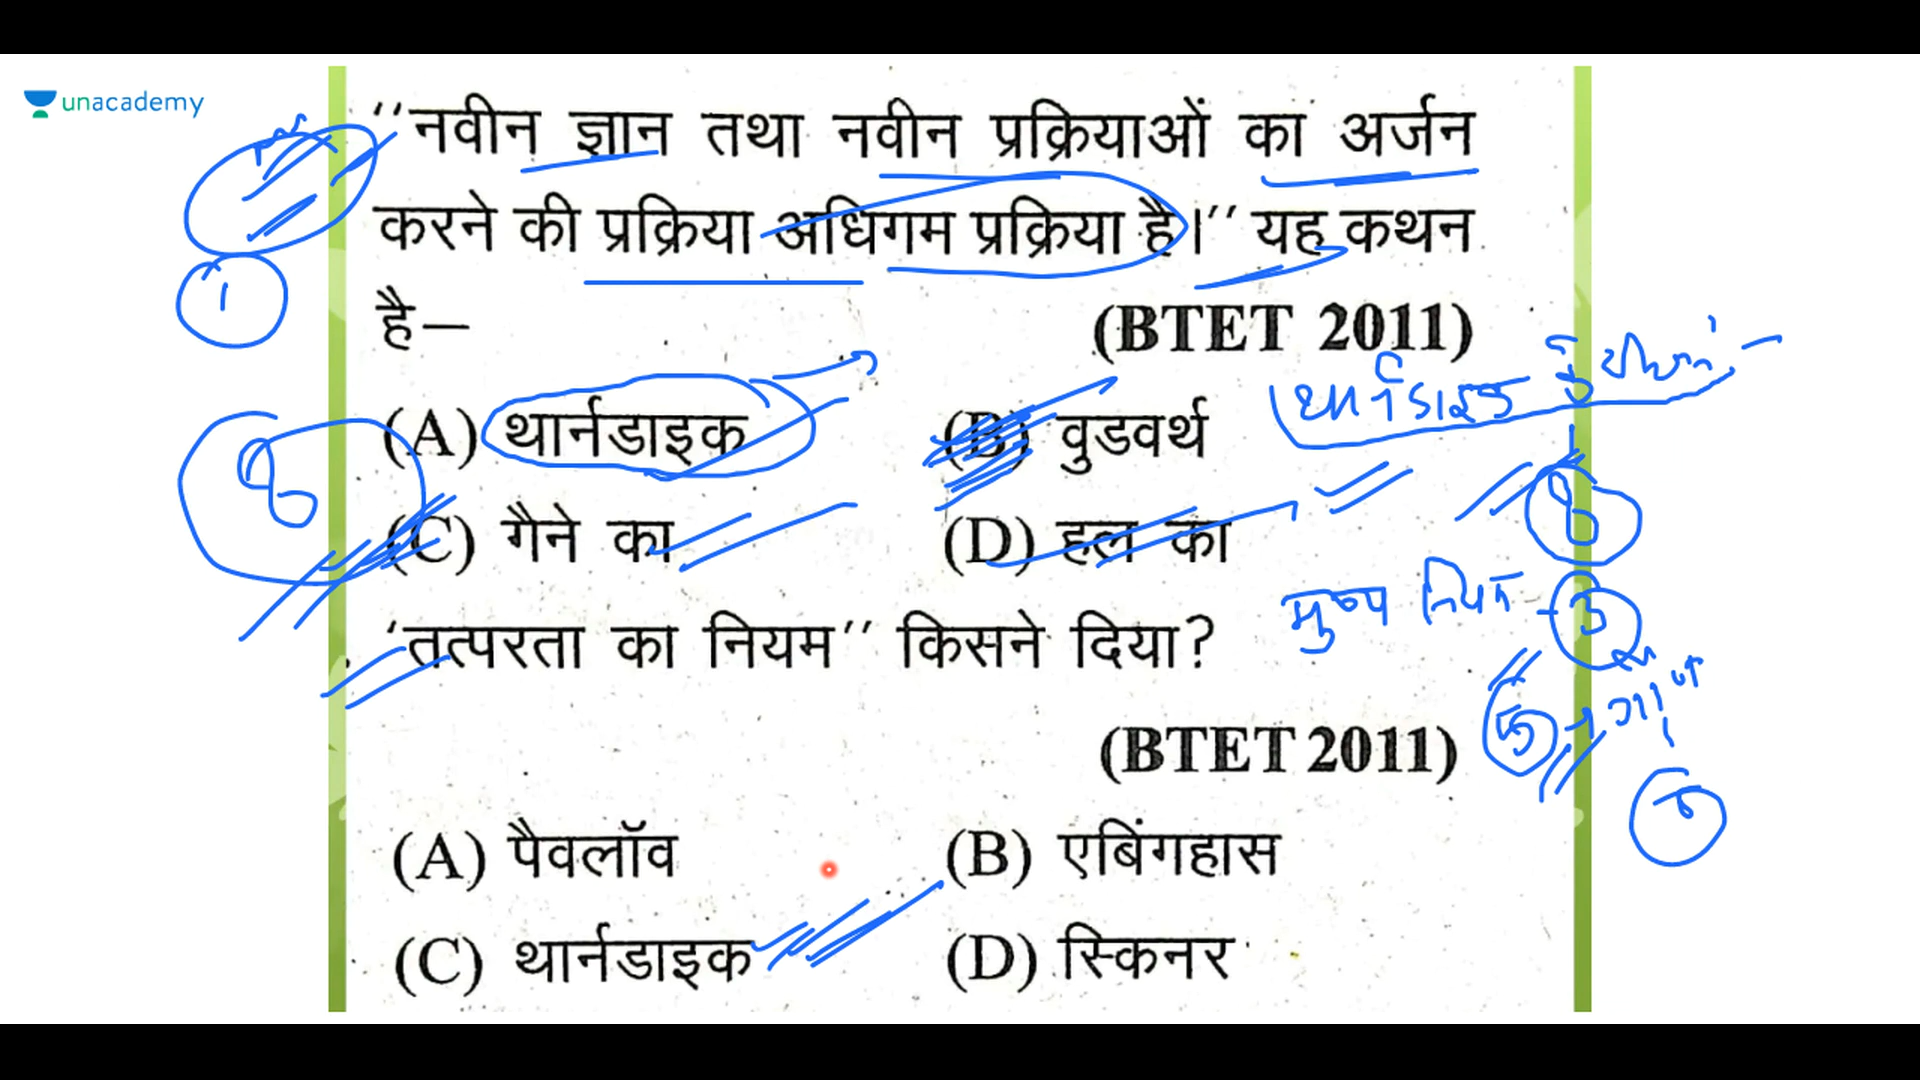 unacademy
‘‘नवीन ज्ञान तथा नवीन प्रक्रियाओं का अर्जन
करने की प्रक्रिया अधिगम प्रक्रिया है।’’ यह कथन
है–
(BTET 2011)
1
(A) थार्नडाइक (B) वुडवर्थ
थार्नडाइक के
(C) गैने का (D) हल का
मुख्य नियम - 3
‘तत्परता का नियम’’ किसने दिया?
(BTET 2011)
(A) पैवलॉव (B) एबिंगहास
(C) थार्नडाइक (D) स्किनर